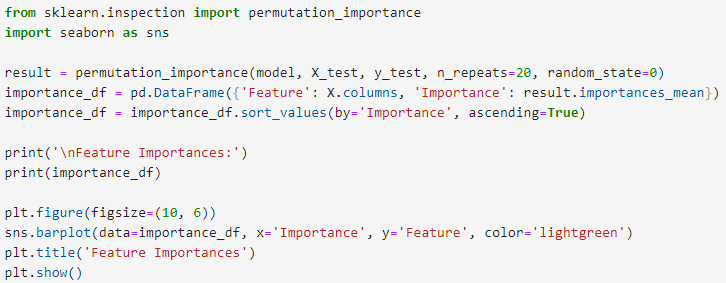 from sklearn.inspection import permutation_importance
import seaborn as sns

result = permutation_importance(model, X_test, y_test, n_repeats=20, random_state=0)
importance_df = pd.DataFrame({'Feature': X.columns, 'Importance': result.importances_mean})
importance_df = importance_df.sort_values(by='Importance', ascending=True)

print('\nFeature Importances:')
print(importance_df)

plt.figure(figsize=(10, 6))
sns.barplot(data=importance_df, x='Importance', y='Feature', color='lightgreen')
plt.title('Feature Importances')
plt.show()